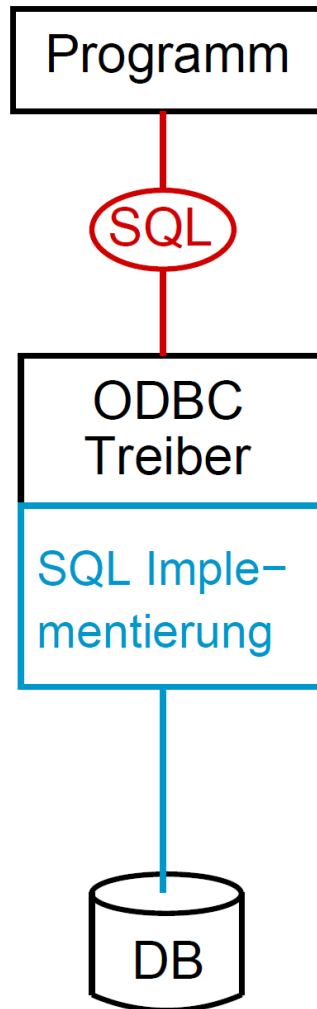 Programm
SQL
ODBC
Treiber
SQL Imple-
mentierung
DB